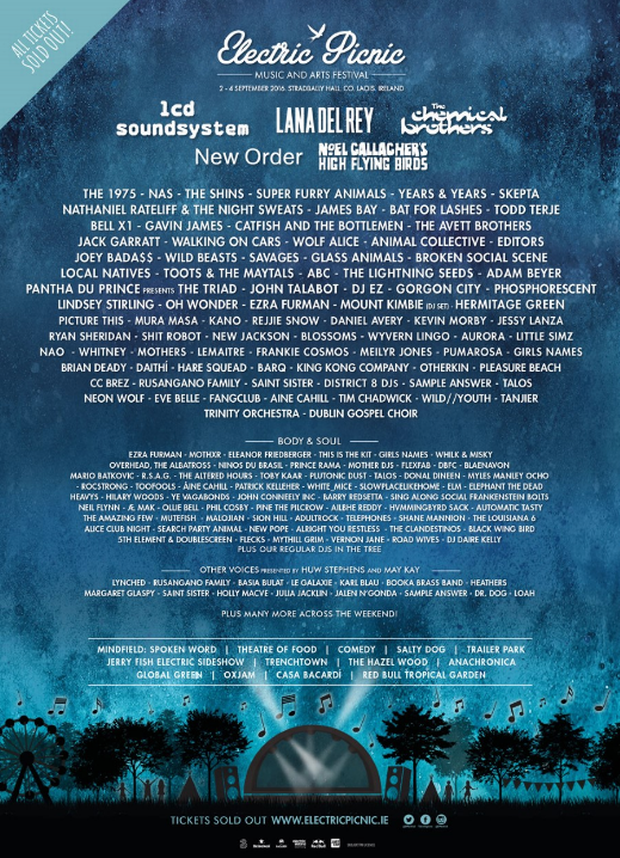 ALL TICKETS
SOLD OUT!
Electric Picnic
MUSIC AND ARTS FESTIVAL
2 - 4 SEPTEMBER 2016. STRADBALLY HALL. CO. LAOIS. IRELAND
lcd soundsystem LANA DEL REY The chemical brothers
New Order NOEL GALLAGHER'S HIGH FLYING BIRDS
THE 1975 - NAS - THE SHINS - SUPER FURRY ANIMALS - YEARS & YEARS - SKEPTA
NATHANIEL RATELIFF & THE NIGHT SWEATS - JAMES BAY - BAT FOR LASHES - TODD TERJE
BELL X1 - GAVIN JAMES - CATFISH AND THE BOTTLEMEN - THE AVETT BROTHERS
JACK GARRATT - WALKING ON CARS - WOLF ALICE - ANIMAL COLLECTIVE - EDITORS
JOEY BADA$$ - WILD BEASTS - SAVAGES - GLASS ANIMALS - BROKEN SOCIAL SCENE
LOCAL NATIVES - TOOTS & THE MAYTALS - ABC - THE LIGHTNING SEEDS - ADAM BEYER
PANTHA DU PRINCE PRESENTS THE TRIAD - JOHN TALABOT - DJ EZ - GORGON CITY - PHOSPHORESCENT
LINDSEY STIRLING - OH WONDER - EZRA FURMAN - MOUNT KIMBIE (DJ SET) - HERMITAGE GREEN
PICTURE THIS - MURA MASA - KANO - REJJIE SNOW - DANIEL AVERY - KEVIN MORBY - JESSY LANZA
RYAN SHERIDAN - SHIT ROBOT - NEW JACKSON - BLOSSOMS - WYVERN LINGO - AURORA - LITTLE SIMZ
NAO - WHITNEY - MOTHERS - LEMAITRE - FRANKIE COSMOS - MEILYR JONES - PUMAROSA - GIRLS NAMES
BRIAN DEADY - DAITHÍ - HARE SQUEAD - BARQ - KING KONG COMPANY - OTHERKIN - PLEASURE BEACH
CC BREZ - RUSANGANO FAMILY - SAINT SISTER - DISTRICT 8 DJS - SAMPLE ANSWER - TALOS
NEON WOLF - EVE BELLE - FANGCLUB - AINE CAHILL - TIM CHADWICK - WILD//YOUTH - TANJIER
TRINITY ORCHESTRA - DUBLIN GOSPEL CHOIR
BODY & SOUL
EZRA FURMAN - MOTHXR - ELEANOR FRIEDBERGER - THIS IS THE KIT - GIRLS NAMES - WHILK & MISKY
OVERHEAD, THE ALBATROSS - NINOS DU BRASIL - PRINCE RAMA - MOTHER DJS - FLEXFAB - DBFC - BLAENAVON
MARIO BATKOVIC - R.S.A.G. - THE ALTERED HOURS - TOBY KAAR - PLUTONIC DUST - TALOS - DONAL DINEEN - MYLES MANLEY OCHO
- ROCSTRONG - TOOFOOLS - ÁINE CAHILL - PATRICK KELLEHER - WHITE_MICE - SLOWPLACELIKEHOME - ELM - ELEPHANT - THE DEAD
HEAVYS - HILARY WOODS - YE VAGABONDS - JOHN CONNEELY INC - BARRY REDSETTA - SING ALONG SOCIAL FRANKENSTEIN BOLTS
NEIL FLYNN - Æ MAK - OLLIE BELL - PHIL COSBY - PINE THE PILCROW - AILBHE REDDY - HVMMINGBYRD SACK - AUTOMATIC TASTY
THE AMAZING FEW - MUTEFISH - MALOJIAN - SION HILL - ADULTROCK - TELEPHONES - SHANE MANNION - THE LOUISIANA 6
ALICE CLUB NIGHT - SEARCH PARTY ANIMAL - NEW POPE - ALRIGHT YOU RESTLESS - THE CLANDESTINOS - BLACK WING BIRD
5TH ELEMENT & DOUBLESCREEN - FLECKS - MYTHILL GRIM - VERNON JANE - ROAD WIVES - DJ DAIRE KELLY
PLUS OUR REGULAR DJS IN THE TREE
OTHER VOICES PRESENTED BY HUW STEPHENS AND MAY KAY
LYNCHED - RUSANGANO FAMILY - BASIA BULAT - LE GALAXIE - KARL BLAU - BOOKA BRASS BAND - HEATHERS
MARGARET GLASPY - SAINT SISTER - HOLLY MACVE - JULIA JACKLIN - JALEN N'GONDA - SAMPLE ANSWER - DR. DOG - LOAH
PLUS MANY MORE ACROSS THE WEEKEND!
MINDFIELD: SPOKEN WORD | THEATRE OF FOOD | COMEDY | SALTY DOG | TRAILER PARK
JERRY FISH ELECTRIC SIDESHOW | TRENCHTOWN | THE HAZEL WOOD | ANACHRONICA
GLOBAL GREEN | OXJAM | CASA BACARDÍ | RED BULL TROPICAL GARDEN
TICKETS SOLD OUT WWW.ELECTRICPICNIC.IE